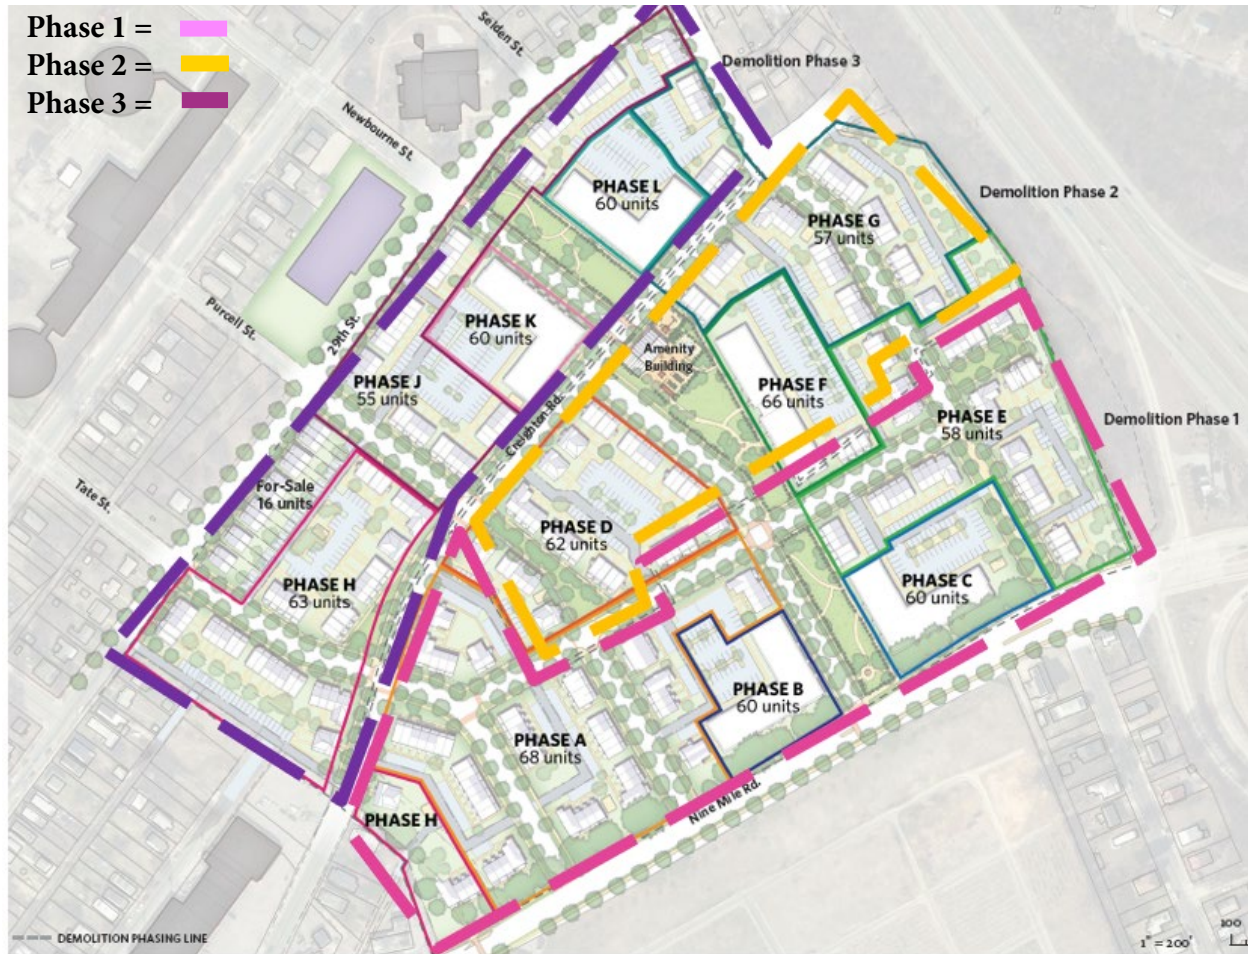 Phase 1 =
Phase 2 =
Phase 3 =
Selden St.
Demolition Phase 3
Newbourne St.
PHASE L
60 units
Demolition Phase 2
PHASE G
57 units
Purcell St.
29th St.
PHASE K
60 units
Amenity
Building
PHASE J
55 units
PHASE F
66 units
Creighton Rd.
PHASE E
58 units
Demolition Phase 1
Tate St.
For-Sale
16 units
PHASE D
62 units
PHASE H
63 units
PHASE C
60 units
PHASE B
60 units
PHASE A
68 units
Nine Mile Rd.
PHASE H
DEMOLITION PHASING LINE
1" = 200'
100